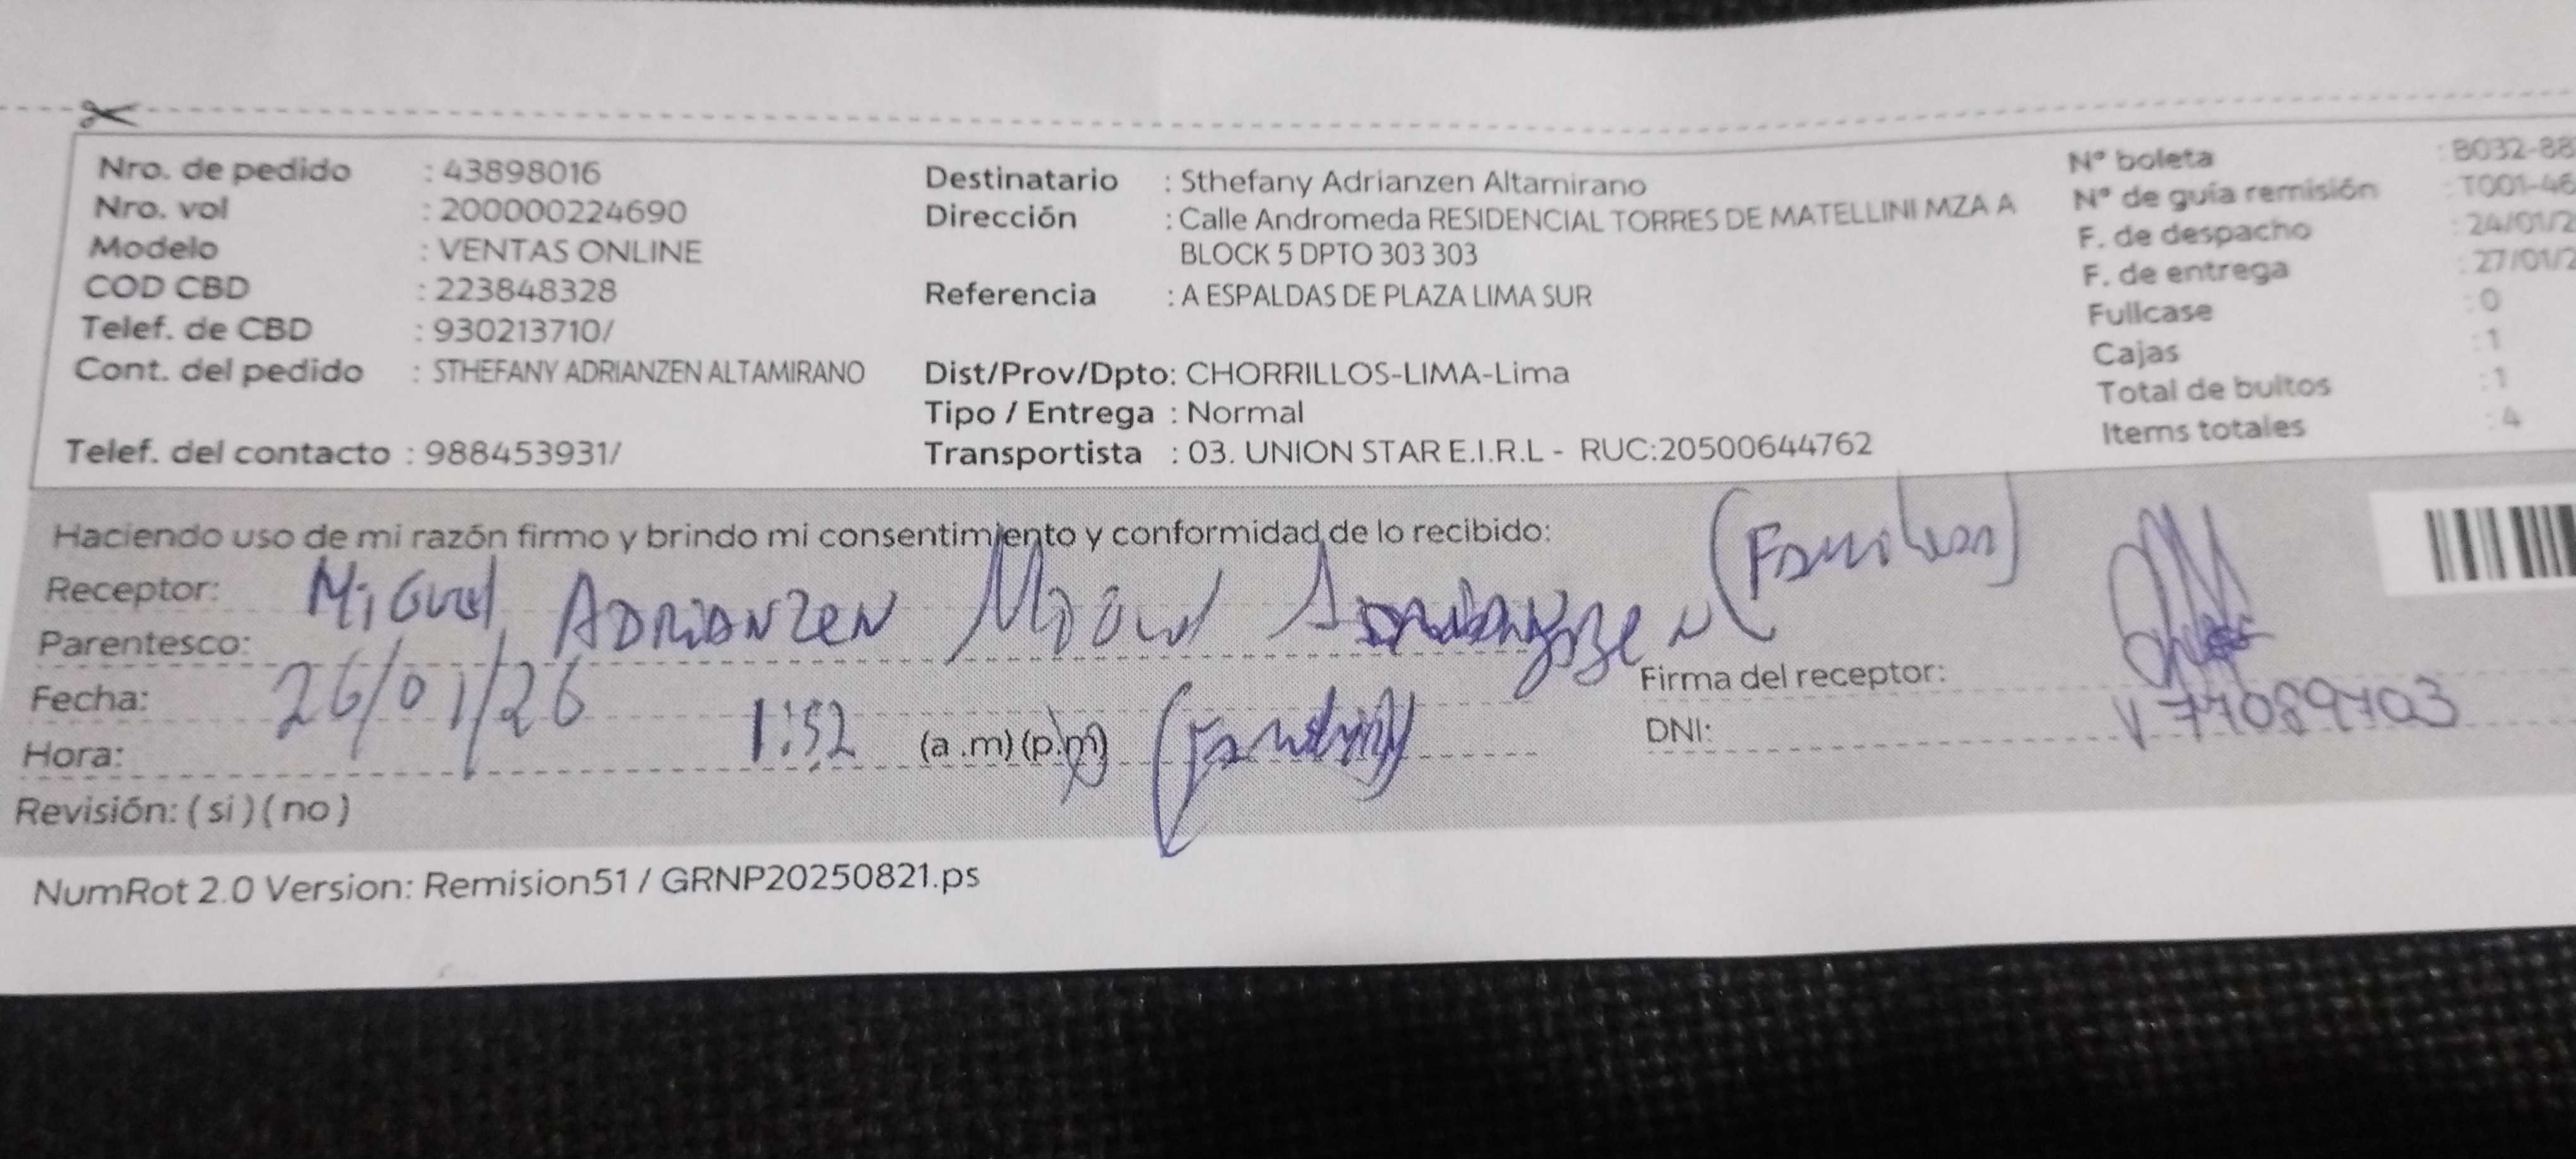 Nro. de pedido : 43898016
Nro. vol : 200000224690
Modelo : VENTAS ONLINE
COD CBD : 223848328
Telef. de CBD : 930213710/
Cont. del pedido : STHEFANY ADRIANZEN ALTAMIRANO
Telef. del contacto : 988453931/
Destinatario : Sthefany Adrianzen Altamirano
Dirección : Calle Andromeda RESIDENCIAL TORRES DE MATELLINI MZA A
BLOCK 5 DPTO 303 303
Referencia : A ESPALDAS DE PLAZA LIMA SUR
Dist/Prov/Dpto: CHORRILLOS-LIMA-Lima
Tipo / Entrega : Normal
Transportista : 03. UNION STAR E.I.R.L - RUC:20500644762
N° boleta : B032-88
N° de guía remisión : T001-46
F. de despacho : 24/01/2
F. de entrega : 27/01/2
Fullcase : 0
Cajas : 1
Total de bultos : 1
Items totales : 4
Haciendo uso de mi razón firmo y brindo mi consentimiento y conformidad de lo recibido:
(Familiar)
Receptor: Miguel ADRIANZEN Miguel
Parentesco:
Fecha: 26/01/26
Hora: 1:52 (a .m) (p.m)
Revisión: ( si ) ( no )
Firma del receptor:
DNI: 77089703
NumRot 2.0 Version: Remision51 / GRNP20250821.ps